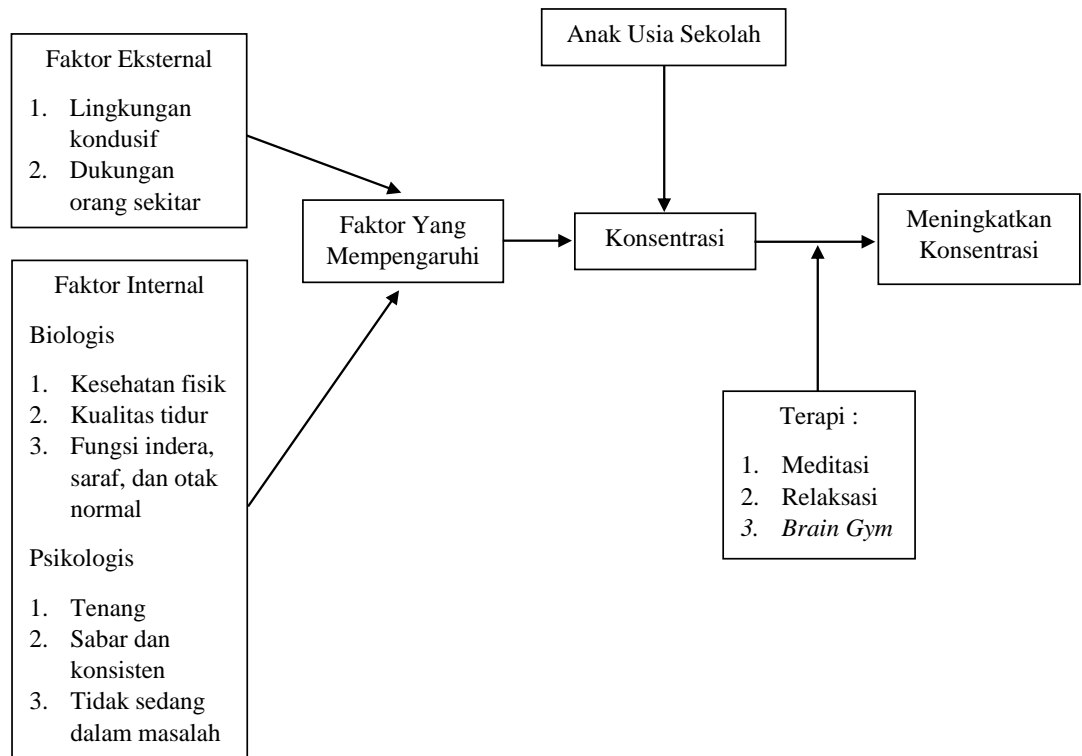 Anak Usia Sekolah
Faktor Eksternal
1. Lingkungan
kondusif
2. Dukungan
orang sekitar
Faktor Yang
Mempengaruhi
Konsentrasi
Meningkatkan
Konsentrasi
Faktor Internal
Biologis
1. Kesehatan fisik
2. Kualitas tidur
3. Fungsi indera,
saraf, dan otak
normal
Psikologis
1. Tenang
2. Sabar dan
konsisten
3. Tidak sedang
dalam masalah
Terapi :
1. Meditasi
2. Relaksasi
3. Brain Gym